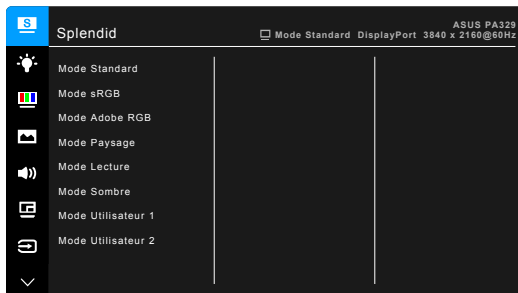 S
ASUS PA329
Splendid
Mode Standard DisplayPort 3840 x 2160@60Hz
Mode Standard
Mode sRGB
Mode Adobe RGB
Mode Paysage
Mode Lecture
Mode Sombre
Mode Utilisateur 1
Mode Utilisateur 2